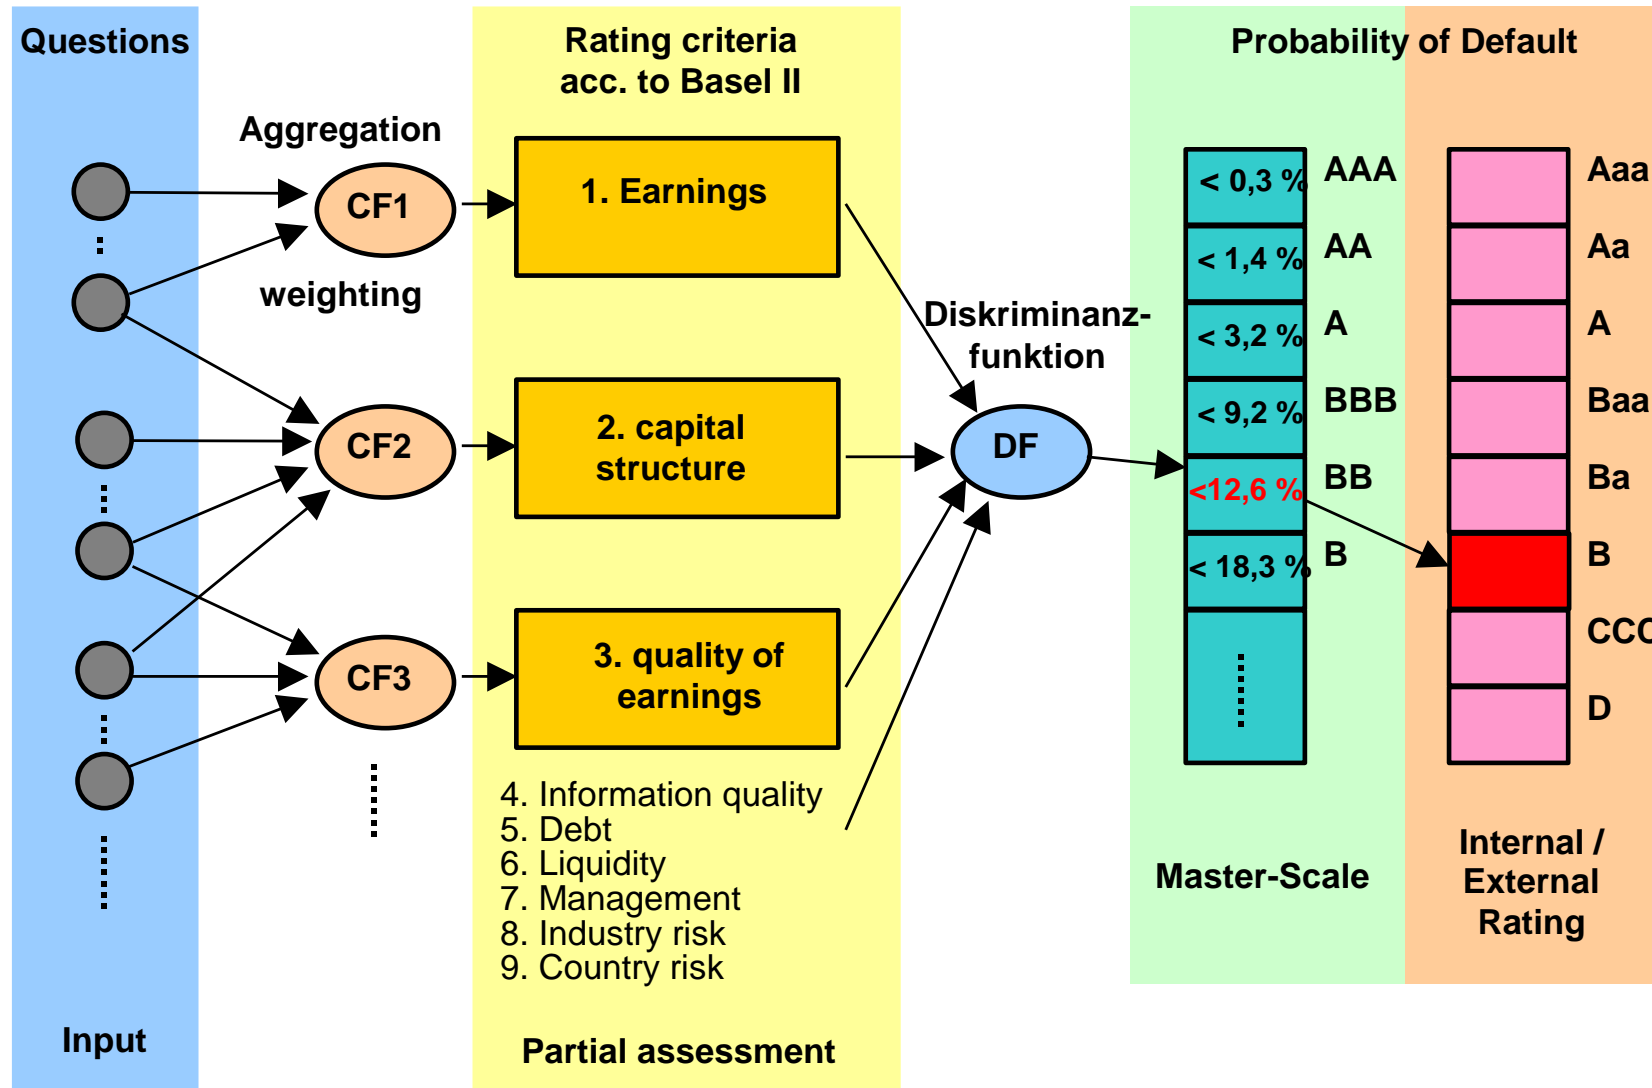 Questions
Rating criteria
acc. to Basel II
Probability of Default
Aggregation
weighting
CF1
CF2
CF3
1. Earnings
2. capital
structure
3. quality of
earnings
4. Information quality
5. Debt
6. Liquidity
7. Management
8. Industry risk
9. Country risk
Diskriminanz-
funktion
DF
< 0,3 % AAA
< 1,4 % AA
< 3,2 % A
< 9,2 % BBB
<12,6 % BB
< 18,3 % B
Aaa
Aa
A
Baa
Ba
B
CCC
D
Master-Scale
Internal /
External
Rating
Input
Partial assessment